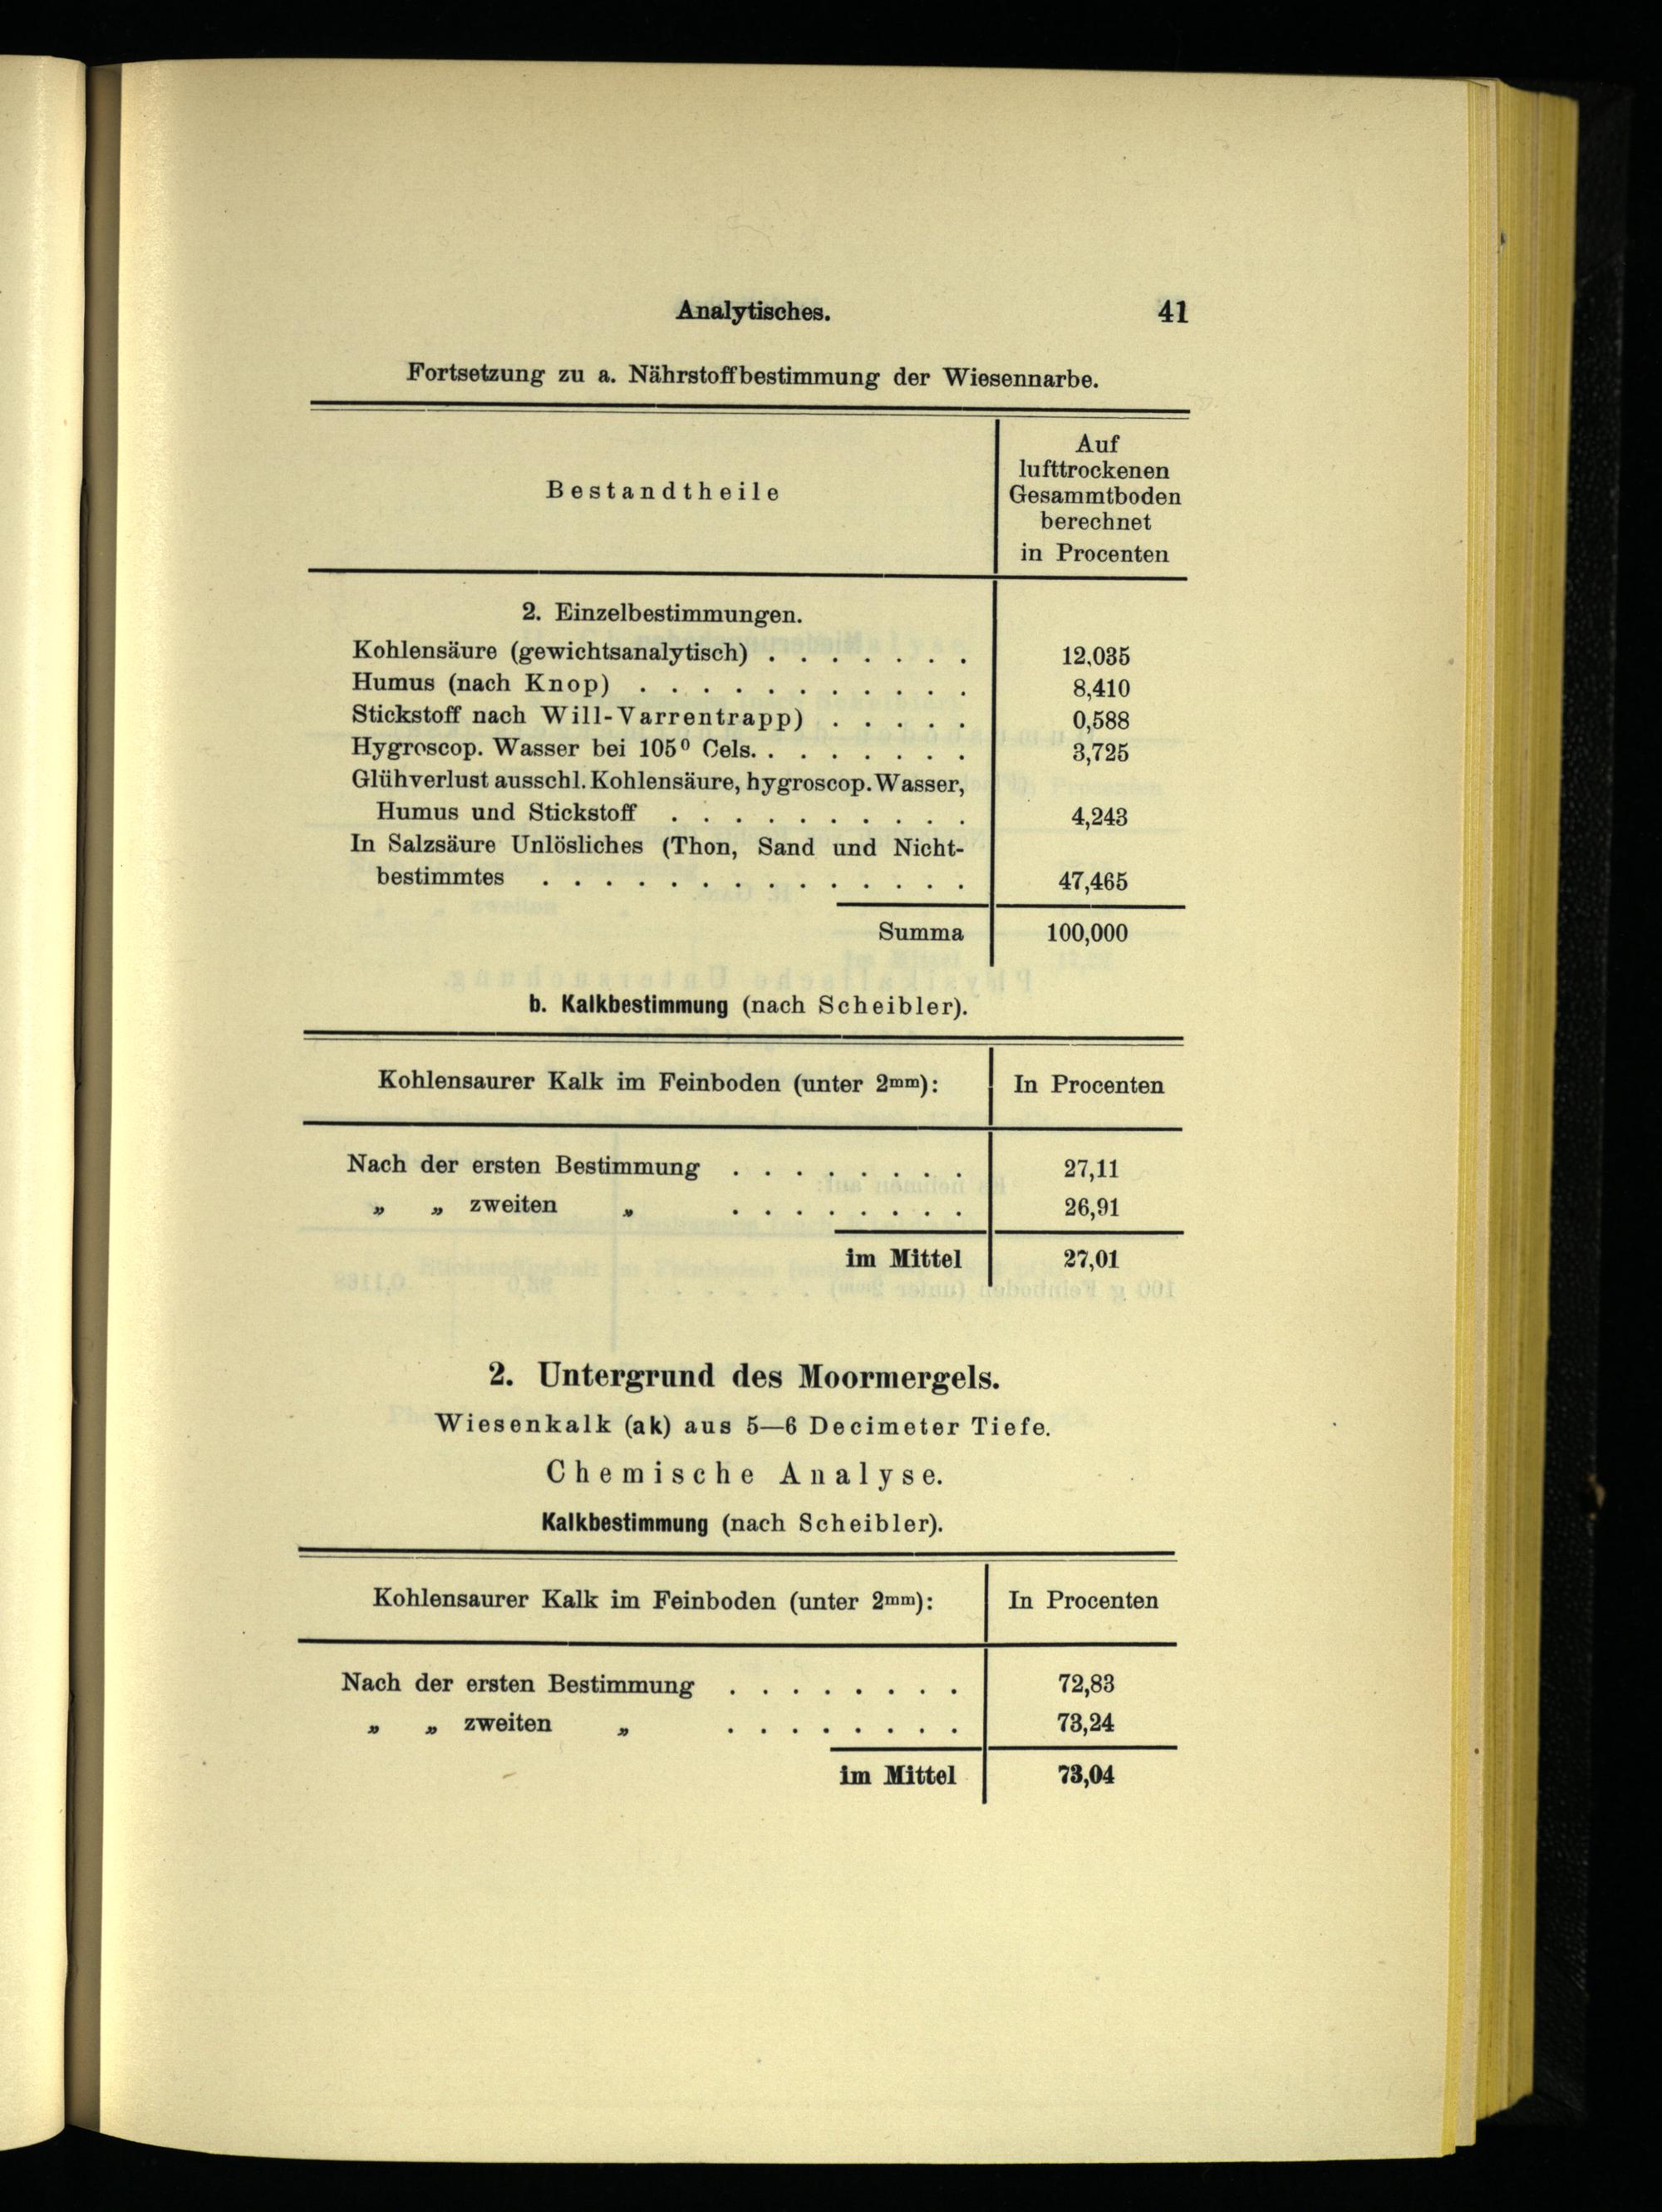 Analytisches. 41
Fortsetzung zu a. Nährstoffbestimmung der Wiesennarbe.
Bestandtheile
Auf
lufttrockenen
Gesammtboden
berechnet
in Procenten
2. Einzelbestimmungen.
Kohlensäure (gewichtsanalytisch) . . . . . . . 12,035
Humus (nach Knop) . . . . . . . . . . . 8,410
Stickstoff nach Will-Varrentrapp) . . . . . 0,588
Hygroscop. Wasser bei 105⁰ Cels. . . . . . . . 3,725
Glühverlust ausschl. Kohlensäure, hygroscop. Wasser,
Humus und Stickstoff . . . . . . . . . . 4,243
In Salzsäure Unlösliches (Thon, Sand und Nicht-
bestimmtes . . . . . . . . . . . . . . 47,465
Summa 100,000
b. Kalkbestimmung (nach Scheibler).
Kohlensaurer Kalk im Feinboden (unter 2mm): In Procenten
Nach der ersten Bestimmung . . . . . . . . 27,11
„ „ zweiten „ . . . . . . . . 26,91
im Mittel 27,01
2. Untergrund des Moormergels.
Wiesenkalk (ak) aus 5—6 Decimeter Tiefe.
Chemische Analyse.
Kalkbestimmung (nach Scheibler).
Kohlensaurer Kalk im Feinboden (unter 2mm): In Procenten
Nach der ersten Bestimmung . . . . . . . . 72,83
„ „ zweiten „ . . . . . . . . 73,24
im Mittel 73,04